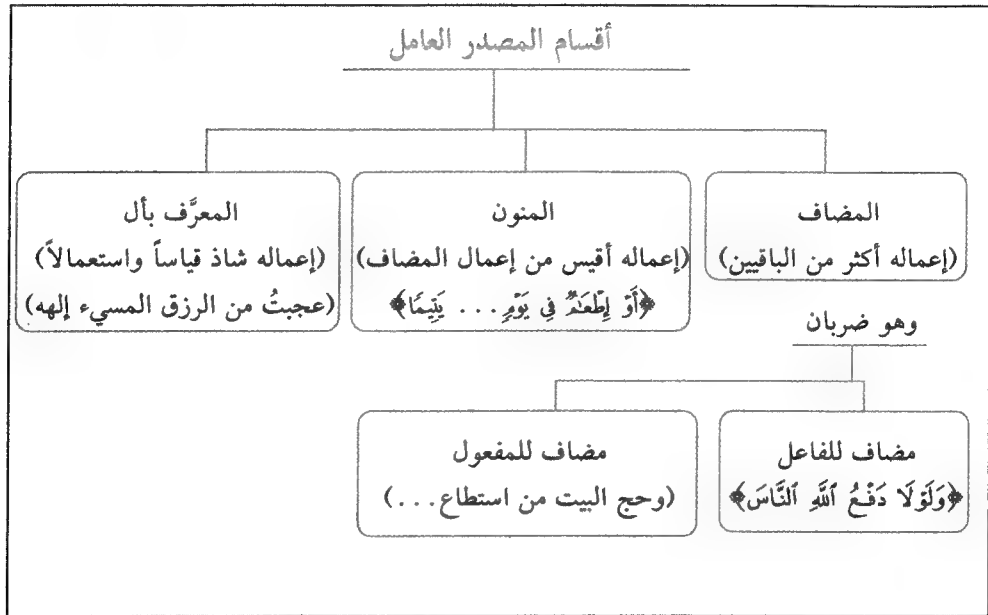 أقسام المصدر العامل
المضاف
(إعماله أكثر من الباقيين)
المنون
(إعماله أقيس من إعمال المضاف)
﴿أَوْ إِطْعَٰمٌ فِي يَوْمٍ... يَتِيمًا﴾
المعرَّف بأل
(إعماله شاذ قياساً واستعمالاً)
(عجبتُ من الرزق المسيء إلهه)
وهو ضربان
مضاف للفاعل
﴿وَلَوْلَا دَفْعُ ٱللَّهِ ٱلنَّاسَ﴾
مضاف للمفعول
(وحج البيت من استطاع...)